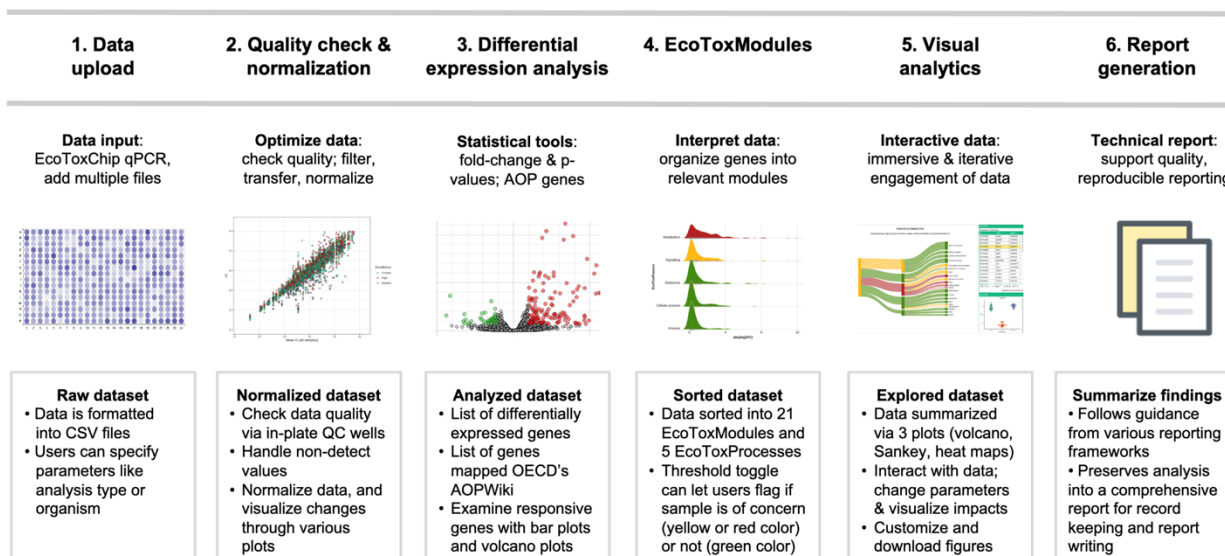 1. Data
upload
2. Quality check &
normalization
3. Differential
expression analysis
4. EcoToxModules
5. Visual
analytics
6. Report
generation
Data input:
EcoToxChip qPCR,
add multiple files
Optimize data:
check quality; filter,
transfer, normalize
Statistical tools:
fold-change & p-
values; AOP genes
Interpret data:
organize genes into
relevant modules
Interactive data:
immersive & iterative
engagement of data
Technical report:
support quality,
reproducible reporting
Raw dataset
• Data is formatted
into CSV files
• Users can specify
parameters like
analysis type or
organism
Normalized dataset
• Check data quality
via in-plate QC wells
• Handle non-detect
values
• Normalize data, and
visualize changes
through various
plots
Analyzed dataset
• List of differentially
expressed genes
• List of genes
mapped OECD's
AOPWiki
• Examine responsive
genes with bar plots
and volcano plots
Sorted dataset
• Data sorted into 21
EcoToxModules and
5 EcoToxProcesses
• Threshold toggle
can let users flag if
sample is of concern
(yellow or red color)
or not (green color)
Explored dataset
• Data summarized
via 3 plots (volcano,
Sankey, heat maps)
• Interact with data;
change parameters
& visualize impacts
• Customize and
download figures
Summarize findings
• Follows guidance
from various reporting
frameworks
• Preserves analysis
into a comprehensive
report for record
keeping and report
writing